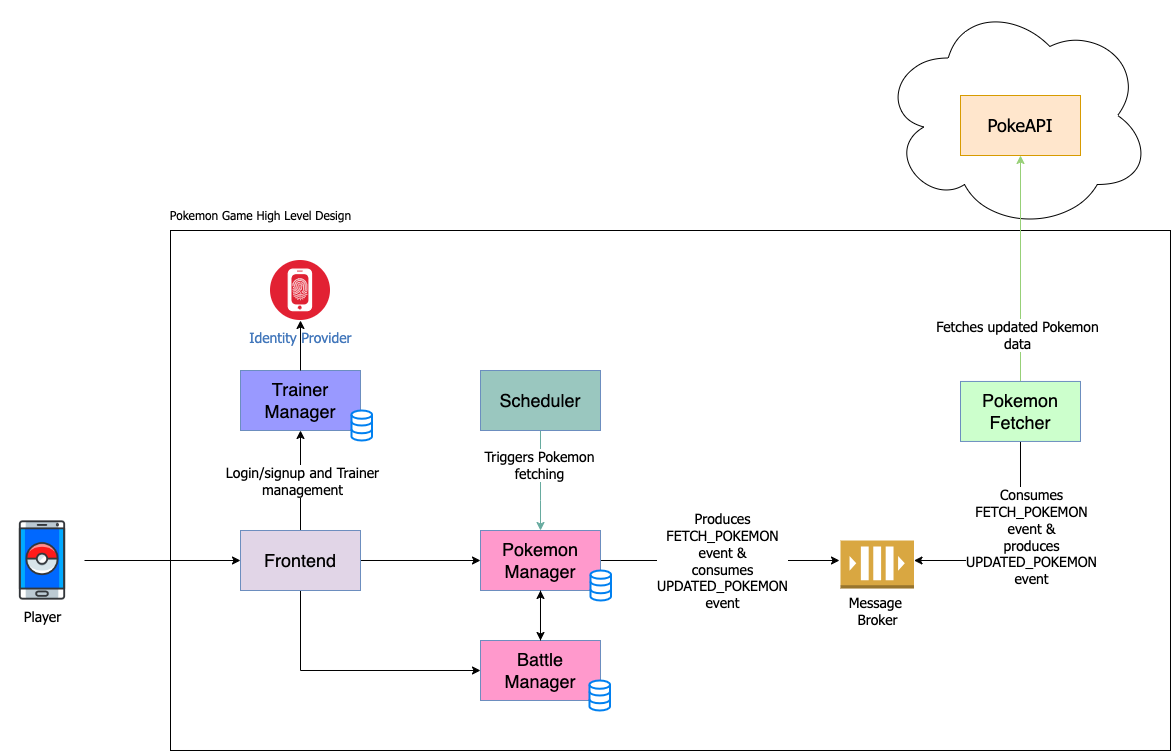 PokeAPI
Pokemon Game High Level Design
Identity Provider
Fetches updated Pokemon
data
Trainer
Manager
Scheduler
Pokemon
Fetcher
Triggers Pokemon
fetching
Login/signup and Trainer
management
Consumes
FETCH_POKEMON
event &
produces
UPDATED_POKEMON
event
Produces
FETCH_POKEMON
event &
consumes
UPDATED_POKEMON
event
Frontend
Pokemon
Manager
Message
Broker
Player
Battle
Manager